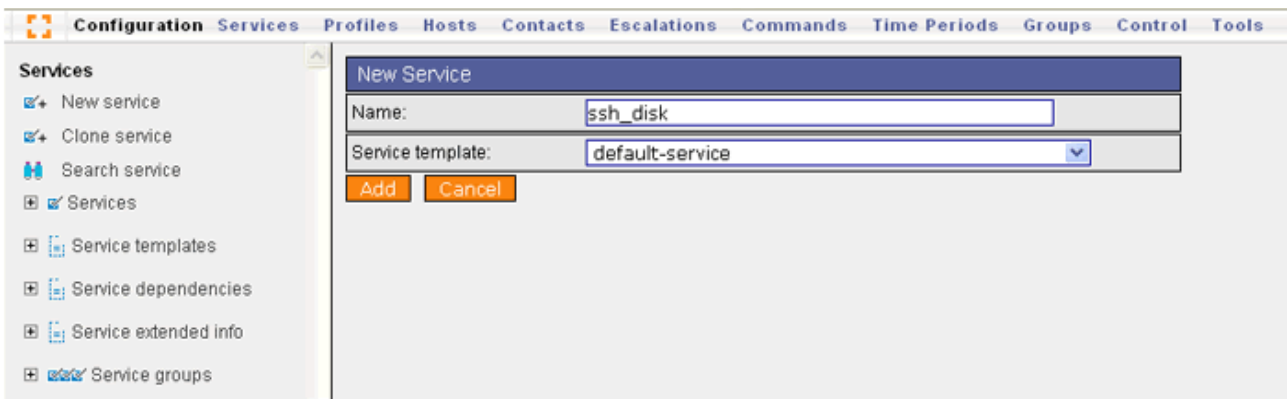 Configuration Services Profiles Hosts Contacts Escalations Commands Time Periods Groups Control Tools
Services
New service
Clone service
Search service
Services
Service templates
Service dependencies
Service extended info
Service groups
New Service
Name: ssh_disk
Service template: default-service
Add Cancel